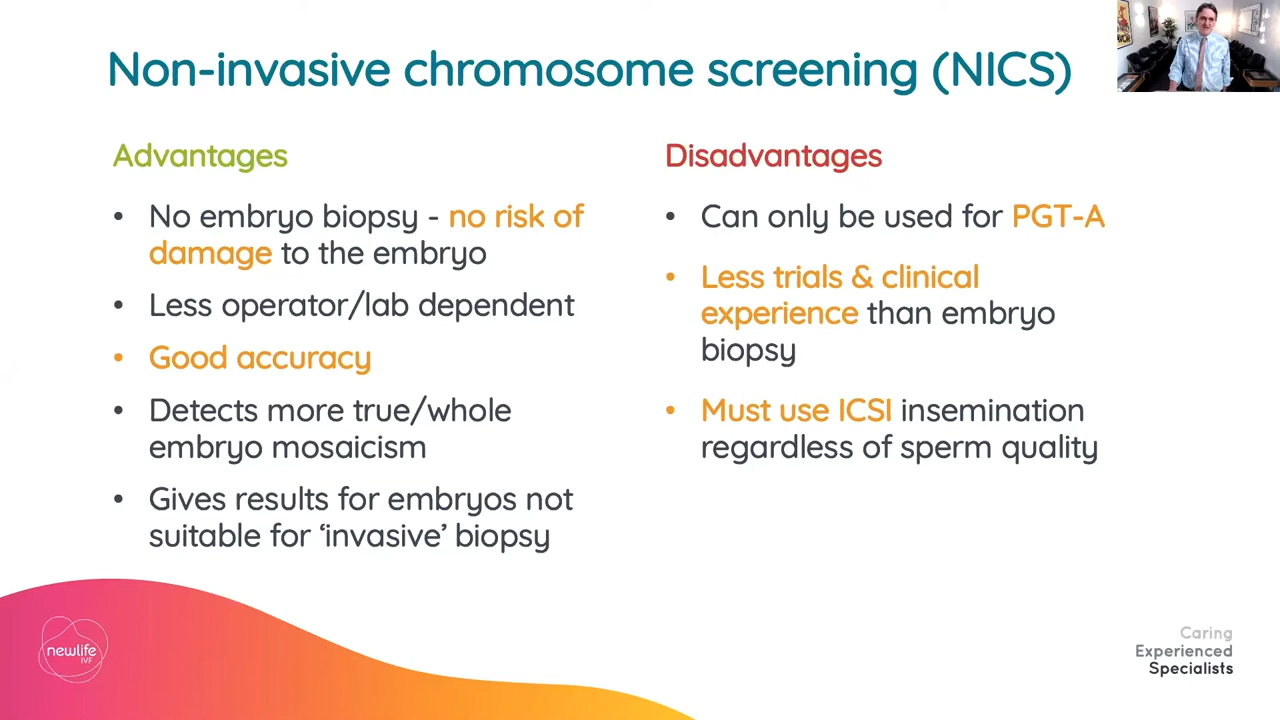 Non-invasive chromosome screening (NICS)
Advantages
• No embryo biopsy - no risk of
damage to the embryo
• Less operator/lab dependent
• Good accuracy
• Detects more true/whole
embryo mosaicism
• Gives results for embryos not
suitable for ‘invasive’ biopsy
Disadvantages
• Can only be used for PGT-A
• Less trials & clinical
experience than embryo
biopsy
• Must use ICSI insemination
regardless of sperm quality
newlife
IVF
Caring
Experienced
Specialists